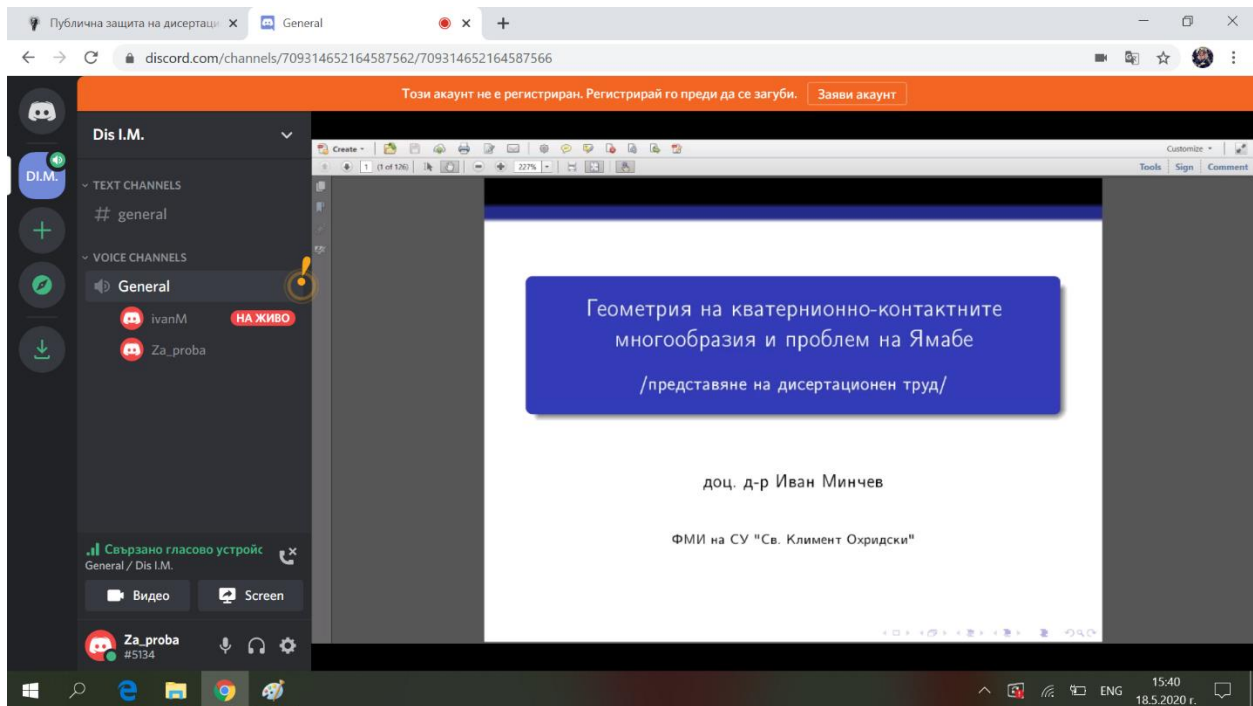 Публична защита на дисертаци
General
discord.com/channels/709314652164587562/709314652164587566
Този акаунт не е регистриран. Регистрирай го преди да се загуби.
Заяви акаунт
Dis I.M.
DI.M.
TEXT CHANNELS
# general
VOICE CHANNELS
General
ivanM
НА ЖИВО
Za_proba
Create
Customize
1 (1 of 126)
227%
Tools Sign Comment
Геометрия на кватернионно-контактните
многообразия и проблем на Ямабе
/представяне на дисертационен труд/
доц. д-р Иван Минчев
ФМИ на СУ "Св. Климент Охридски"
Свързано гласово устройс
General / Dis I.M.
Видео
Screen
Za_proba
#5134
ENG
15:40
18.5.2020 г.